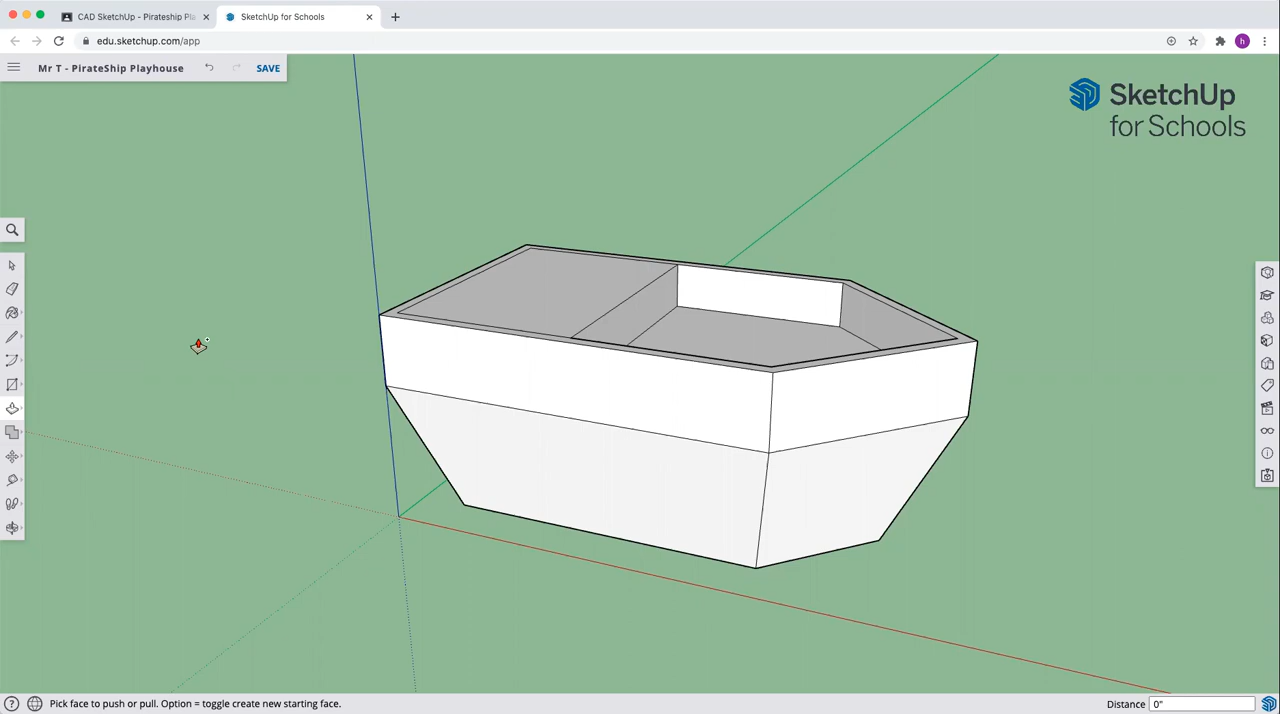 CAD SketchUp - Pirateship Pla
SketchUp for Schools
edu.sketchup.com/app
h
Mr T - PirateShip Playhouse
SAVE
SketchUp
for Schools
Pick face to push or pull. Option = toggle create new starting face.
Distance 0"